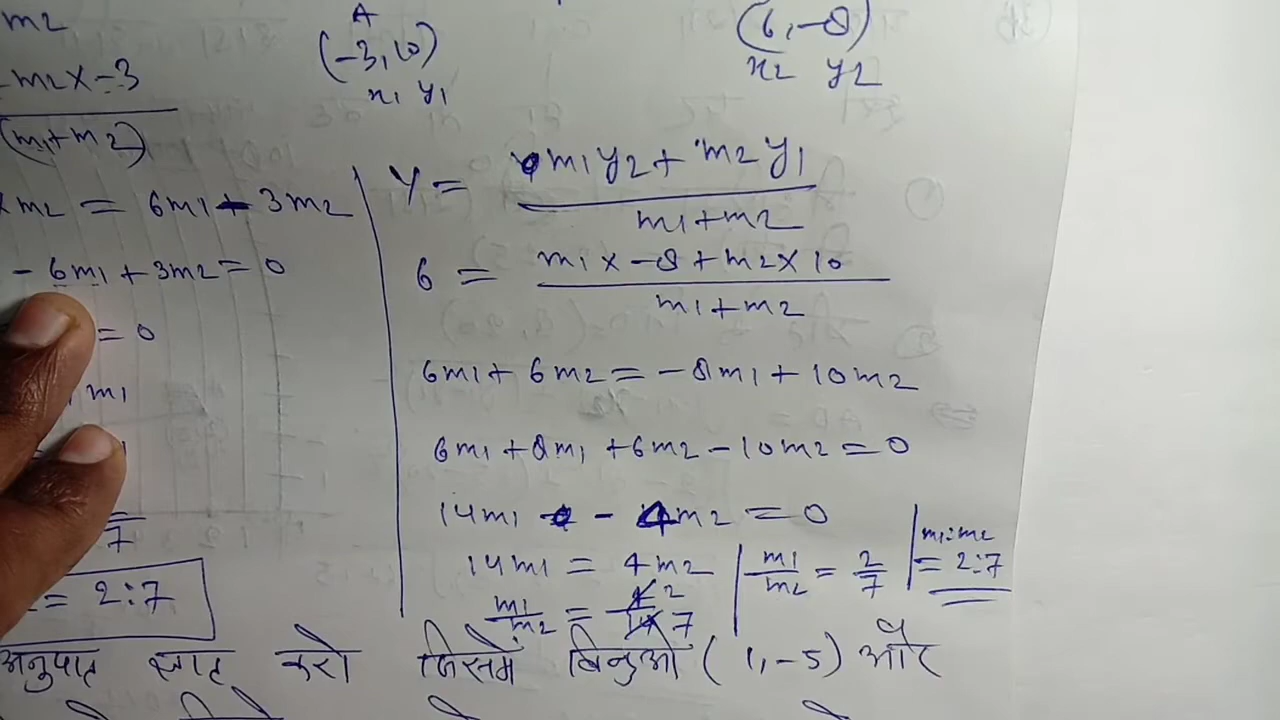 m2
A
(-3, 10)
x1 y1
(6, -8)
x2 y2
-m2 x -3
(m1+m2)
m2 = 6m1 - 3m2
- 6m1 + 3m2 = 0
= 0
m1
7
= 2:7
Y = m1y2 + m2y1
m1+m2
6 = m1 x -8 + m2 x 10
m1+m2
6m1 + 6m2 = -8m1 + 10m2
6m1 + 8m1 + 6m2 - 10m2 = 0
14m1 - 4m2 = 0
14m1 = 4m2
m1/m2 = 4/14 2/7
m1/m2 = 2/7
m1:m2
= 2:7
अनुपात ज्ञात करो जिसमें बिन्दुओ (1, -5) और